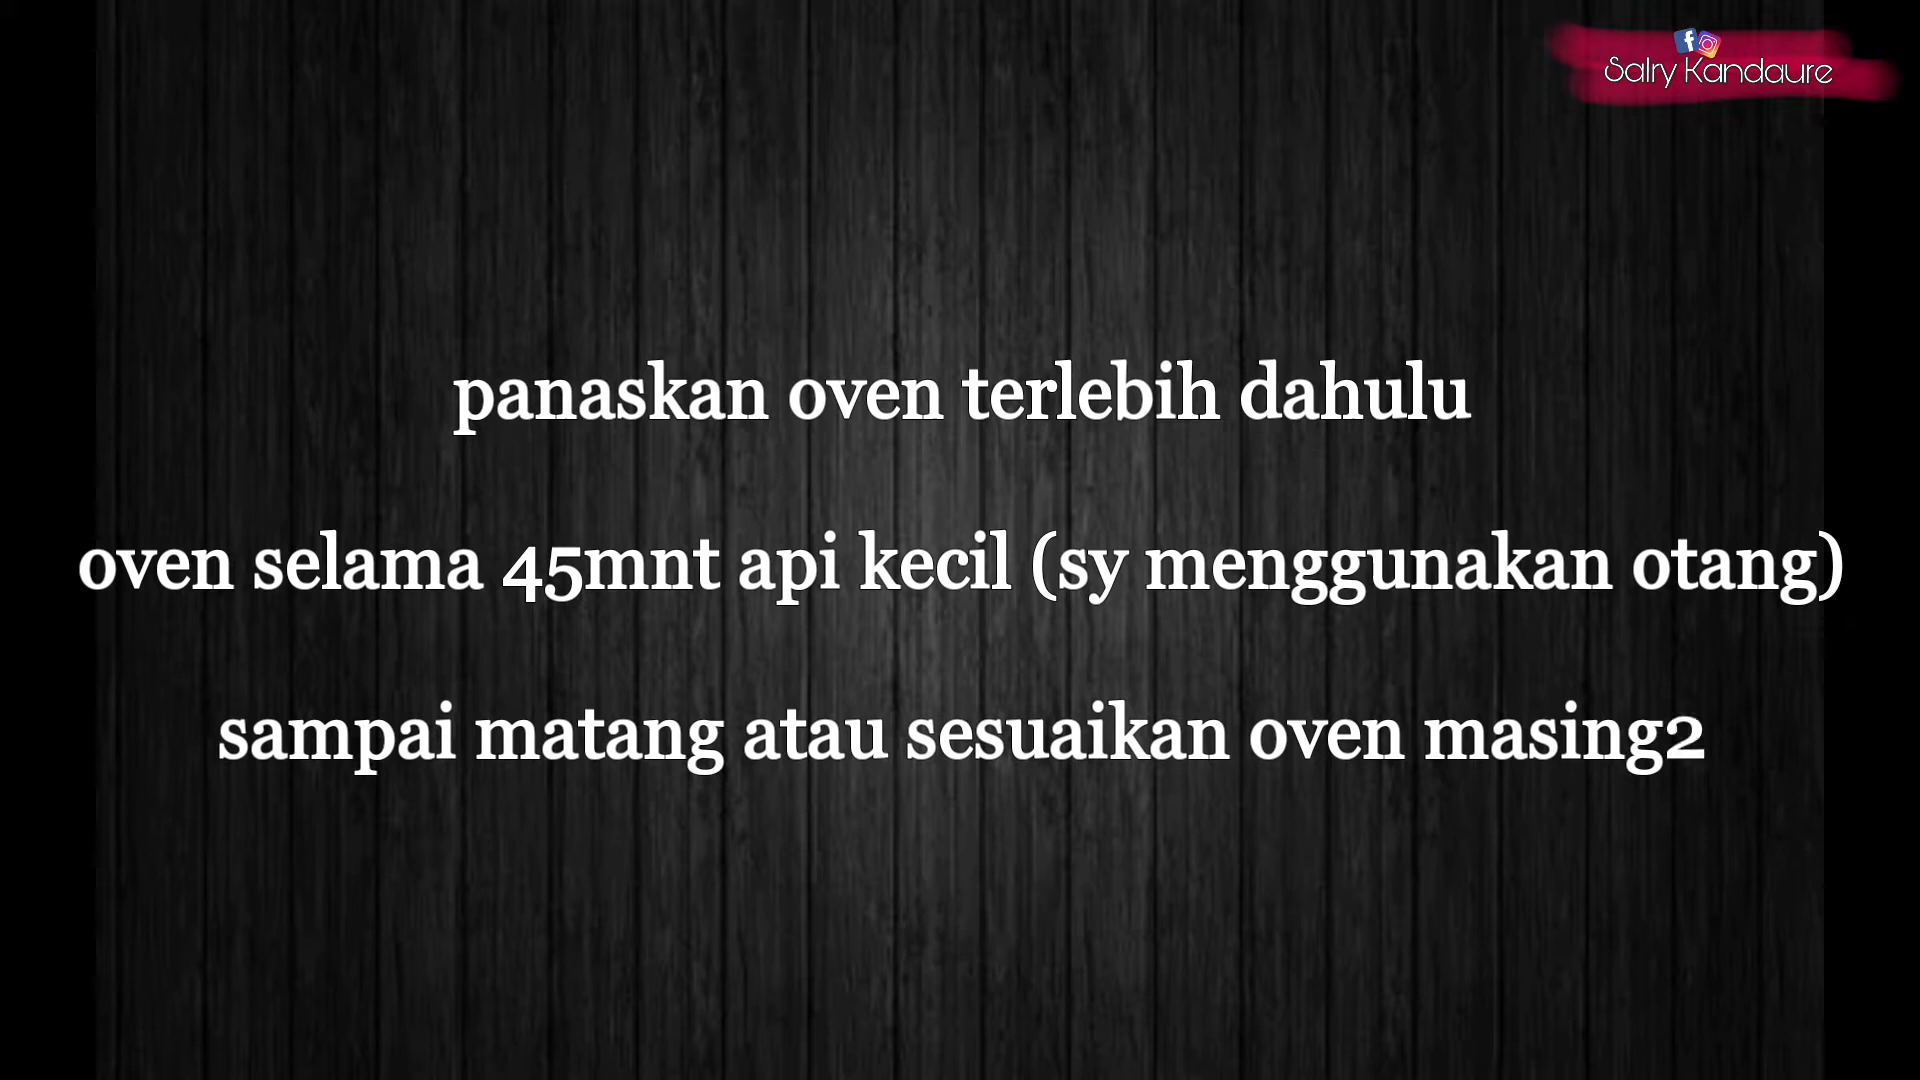 Salry Kandaure
panaskan oven terlebih dahulu
oven selama 45mnt api kecil (sy menggunakan otang)
sampai matang atau sesuaikan oven masing2